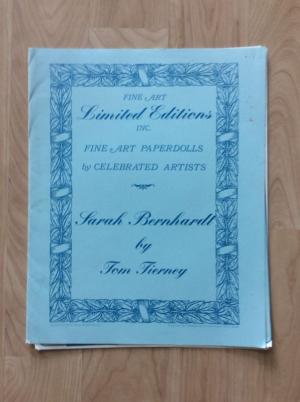 FINE ART
Limited Editions
INC.
FINE ART PAPERDOLLS
by CELEBRATED ARTISTS
Sarah Bernhardt
by
Tom Tierney